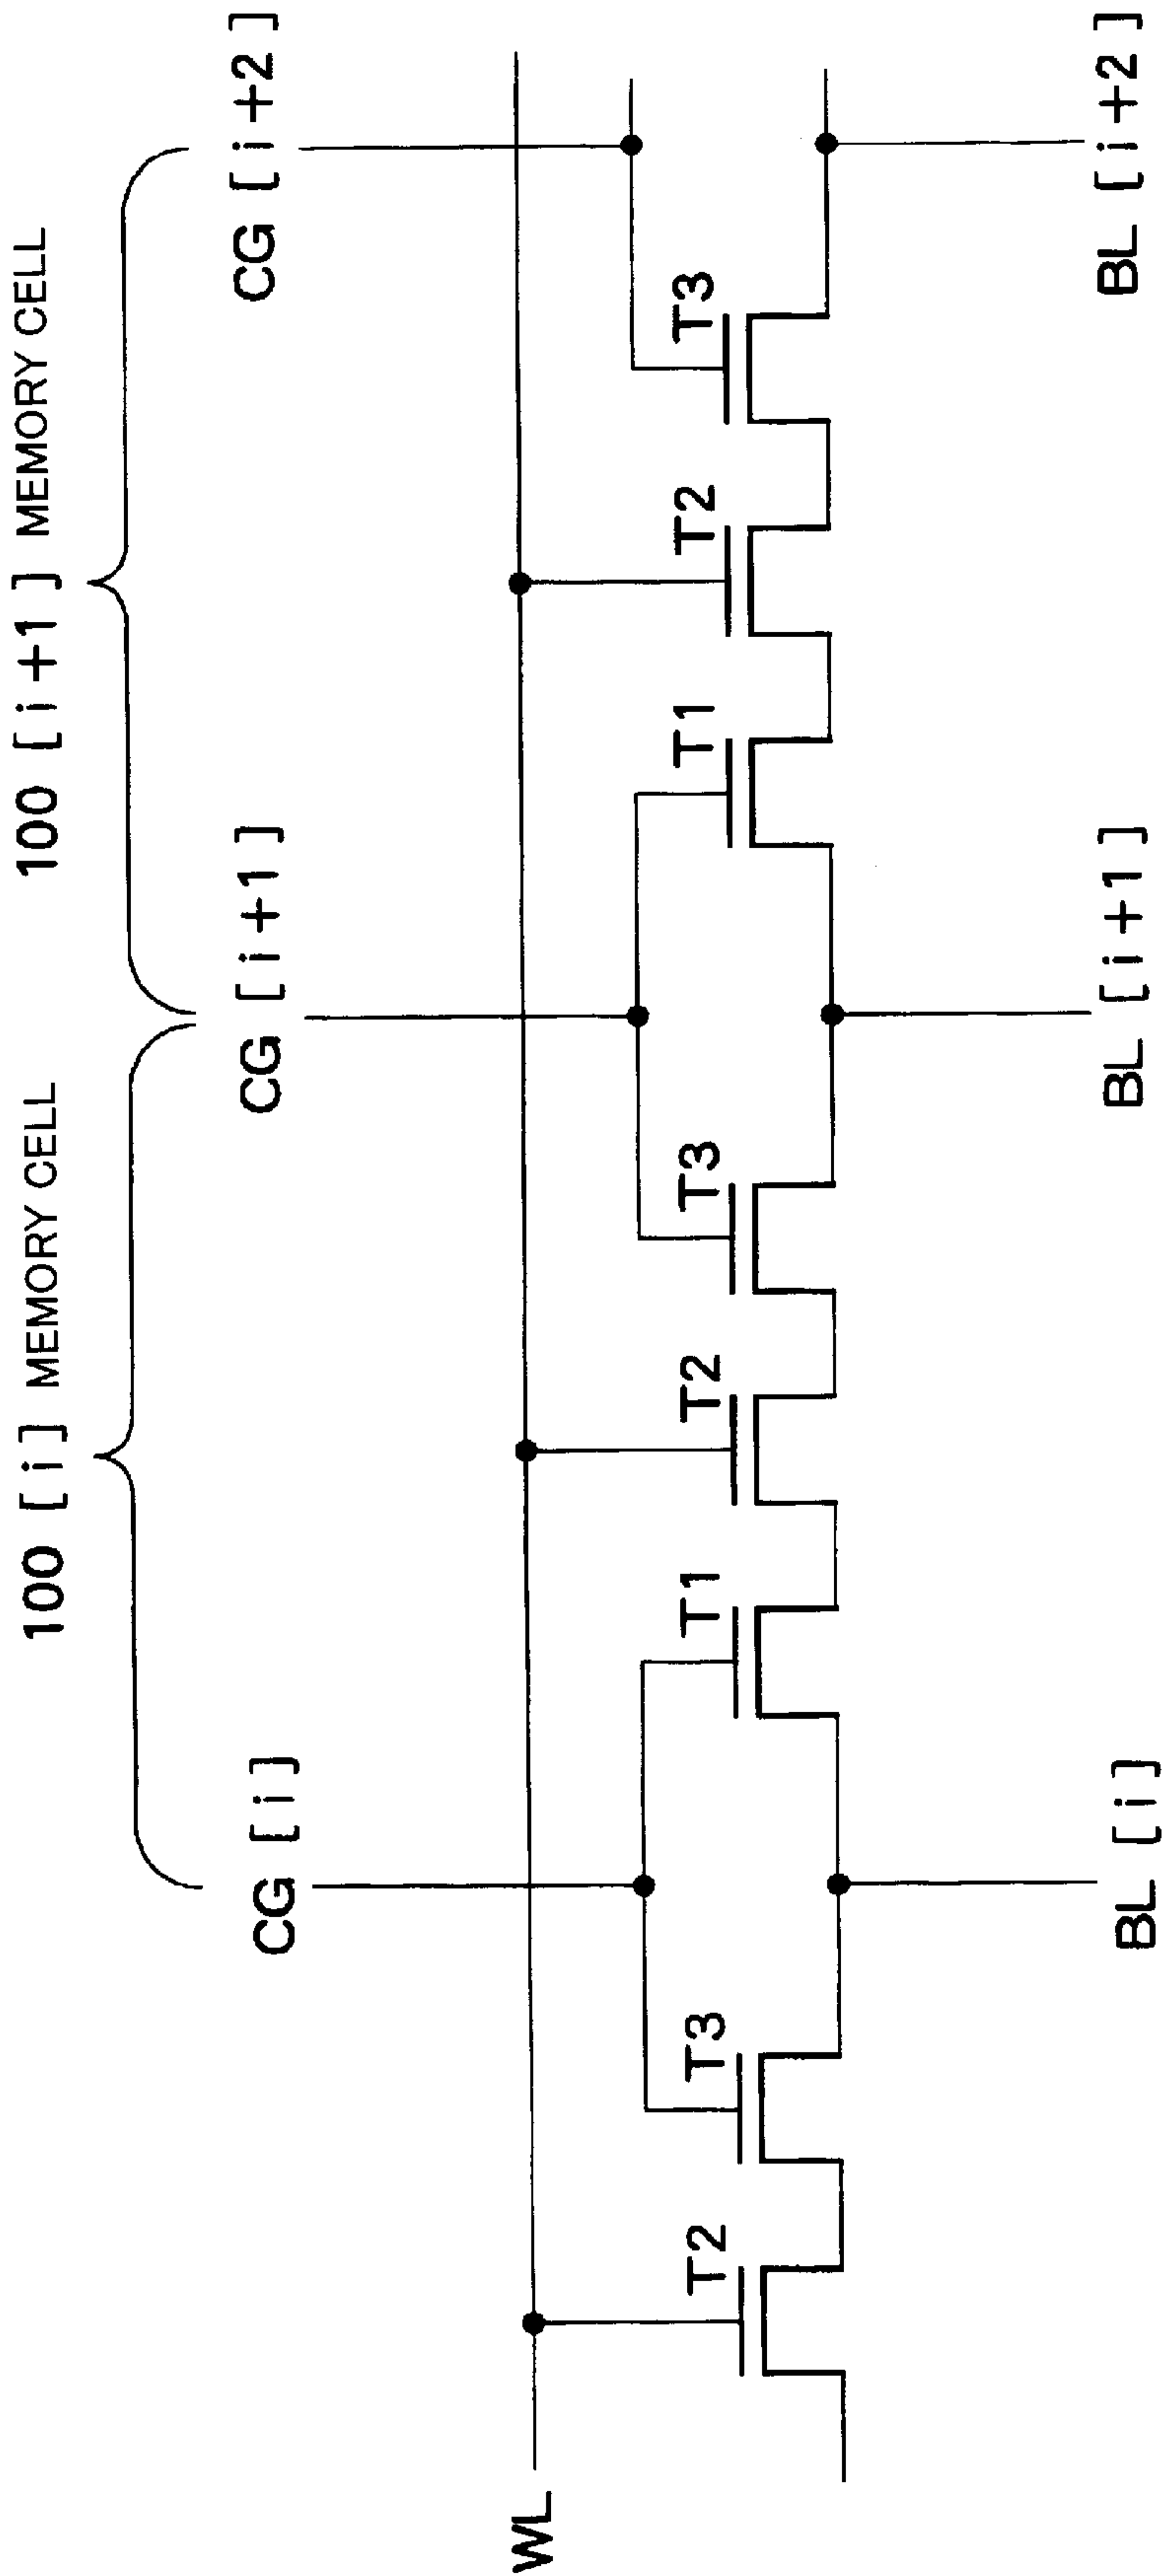 100 [i] MEMORY CELL
100 [i+1] MEMORY CELL
CG [i]
CG [i+1]
CG [i+2]
WL
T2
T3
T1
T2
T3
T1
T2
T3
BL [i]
BL [i+1]
BL [i+2]